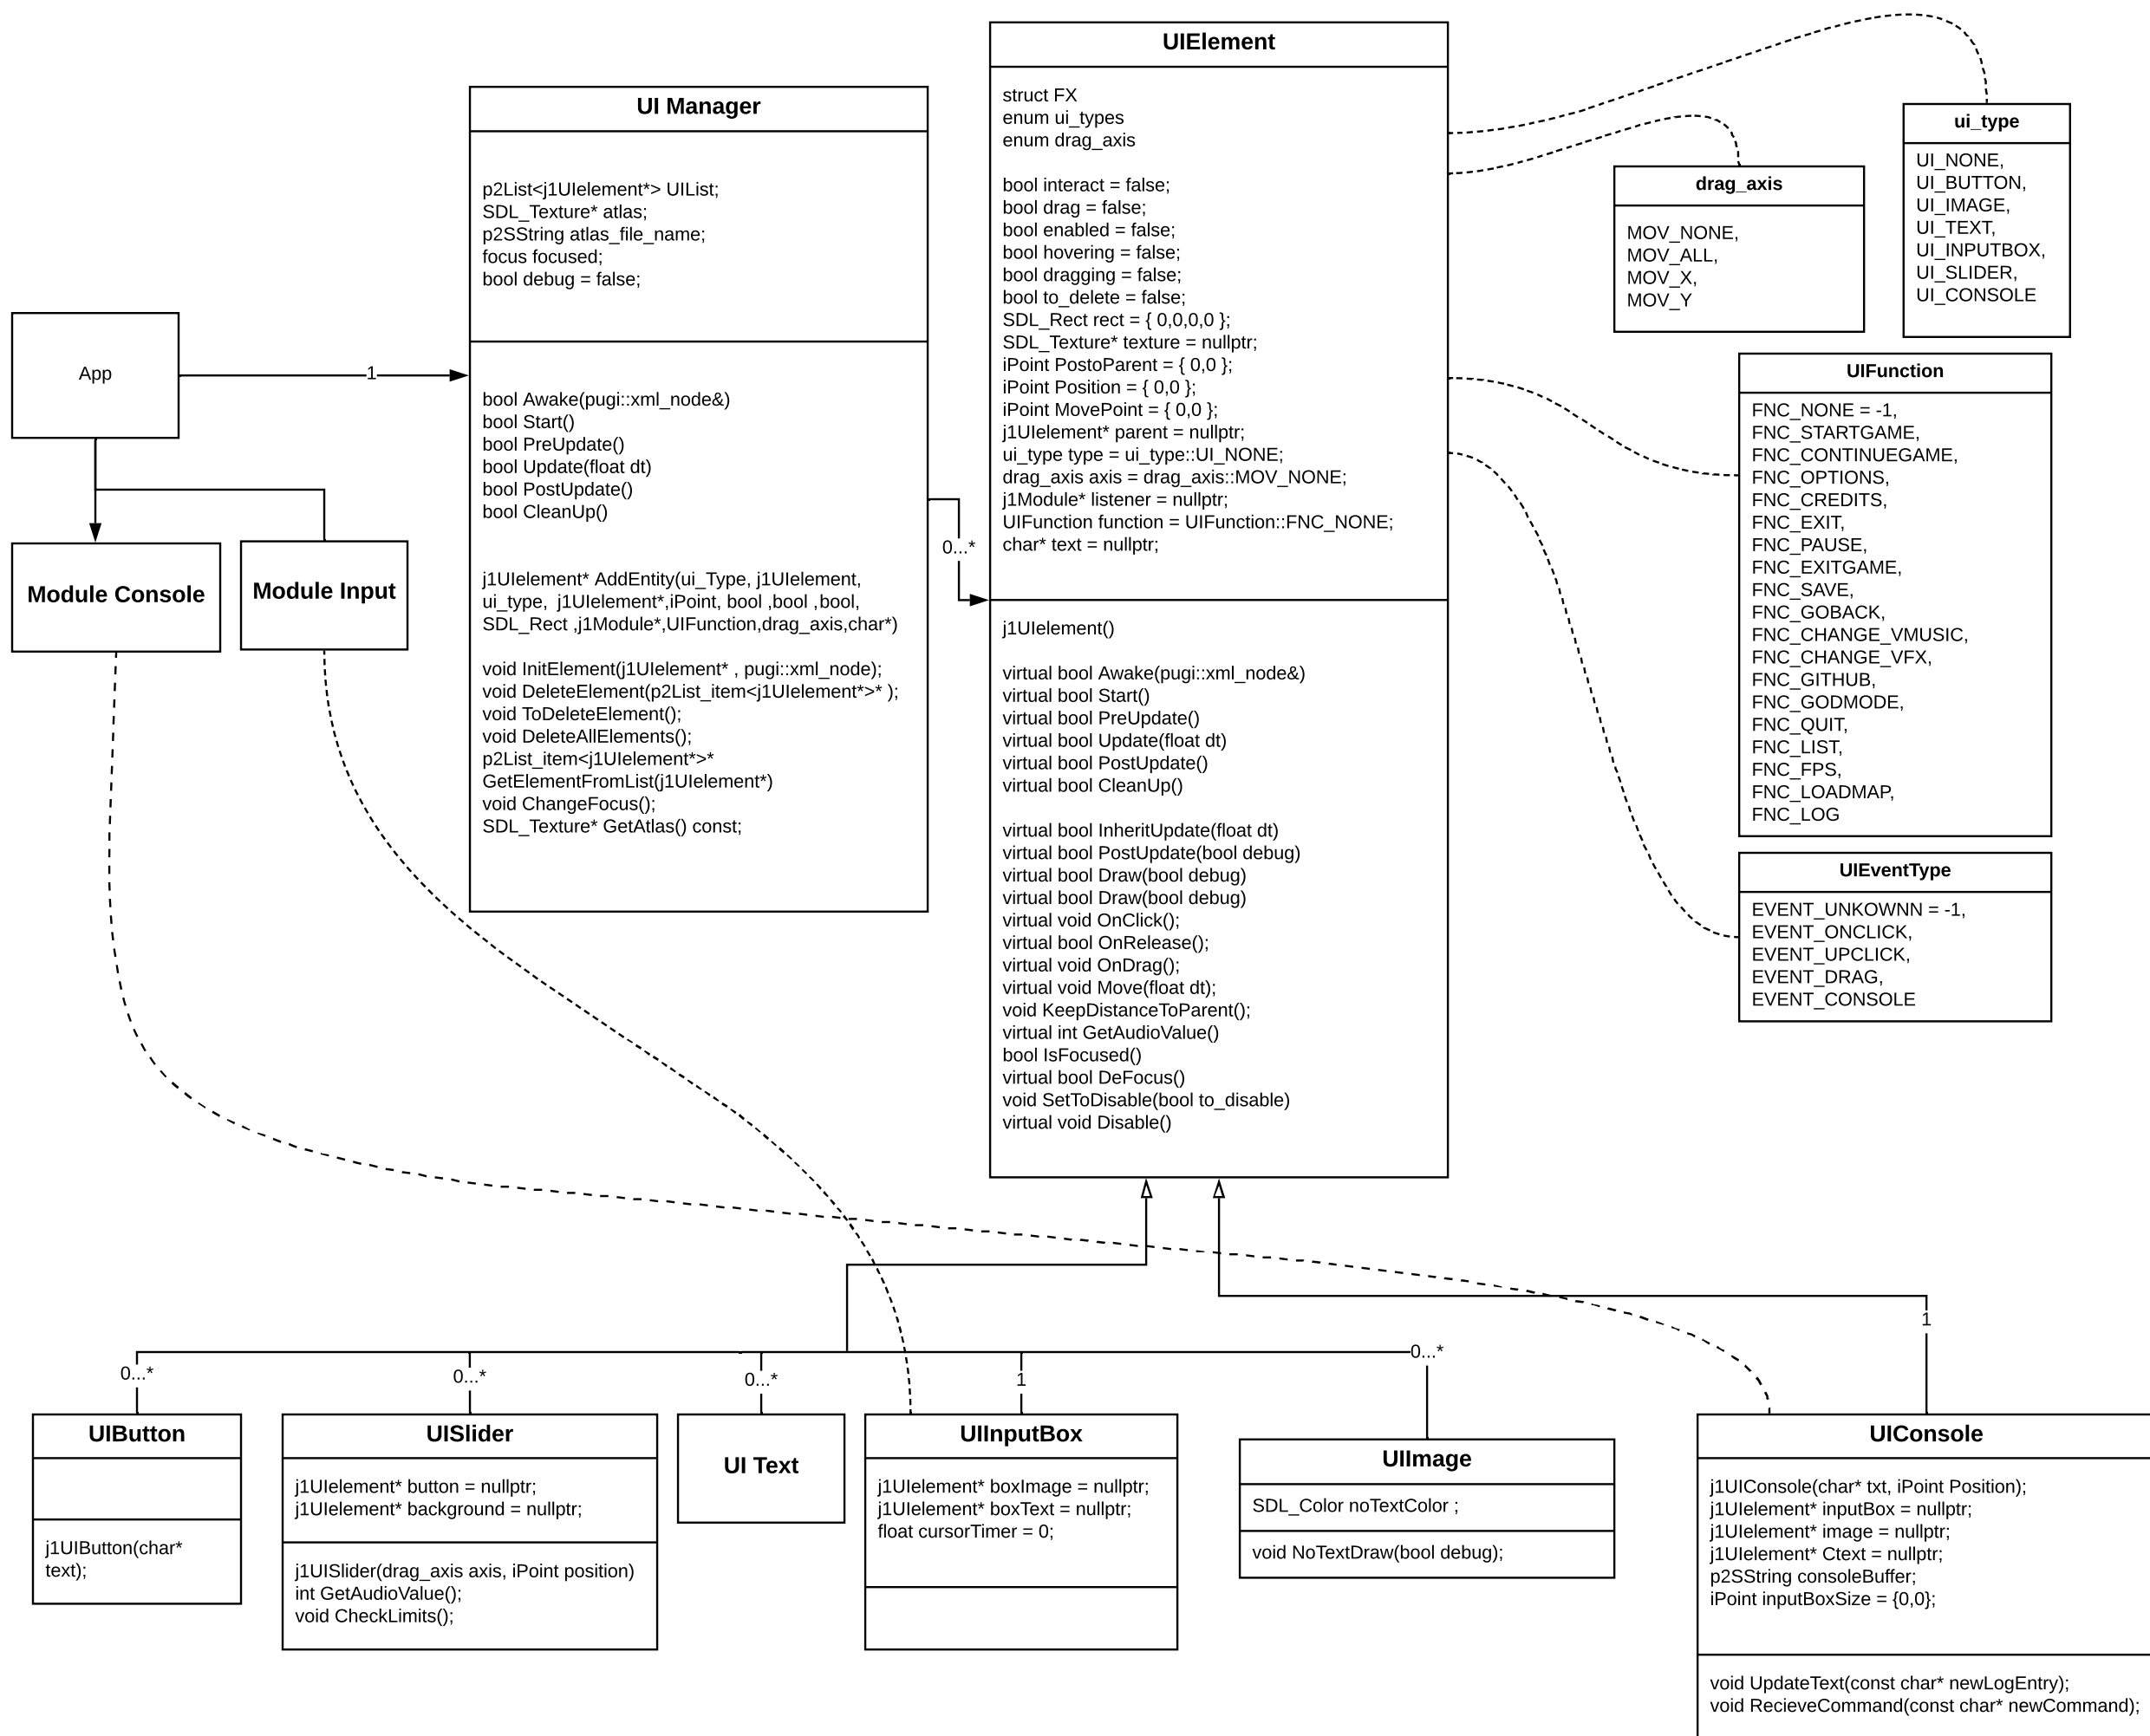 UIElement
struct FX
enum ui_types
enum drag_axis
bool interact = false;
bool drag = false;
bool enabled = false;
bool hovering = false;
bool dragging = false;
bool to_delete = false;
SDL_Rect rect = { 0,0,0,0 };
SDL_Texture* texture = nullptr;
iPoint PostoParent = { 0,0 };
iPoint Position = { 0,0 };
iPoint MovePoint = { 0,0 };
j1UIelement* parent = nullptr;
ui_type type = ui_type::UI_NONE;
drag_axis axis = drag_axis::MOV_NONE;
j1Module* listener = nullptr;
UIFunction function = UIFunction::FNC_NONE;
char* text = nullptr;
j1UIelement()
virtual bool Awake(pugi::xml_node&)
virtual bool Start()
virtual bool PreUpdate()
virtual bool Update(float dt)
virtual bool PostUpdate()
virtual bool CleanUp()
virtual bool InheritUpdate(float dt)
virtual bool PostUpdate(bool debug)
virtual bool Draw(bool debug)
virtual bool Draw(bool debug)
virtual void OnClick();
virtual bool OnRelease();
virtual void OnDrag();
virtual void Move(float dt);
void KeepDistanceToParent();
virtual int GetAudioValue()
bool IsFocused()
virtual bool DeFocus()
void SetToDisable(bool to_disable)
virtual void Disable()
UI Manager
p2List<j1UIelement*> UIList;
SDL_Texture* atlas;
p2SString atlas_file_name;
focus focused;
bool debug = false;
bool Awake(pugi::xml_node&)
bool Start()
bool PreUpdate()
bool Update(float dt)
bool PostUpdate()
bool CleanUp()
j1UIelement* AddEntity(ui_Type, j1UIelement,
ui_type,  j1UIelement*,iPoint, bool ,bool ,bool,
SDL_Rect ,j1Module*,UIFunction,drag_axis,char*)
void InitElement(j1UIelement* , pugi::xml_node);
void DeleteElement(p2List_item<j1UIelement*>* );
void ToDeleteElement();
void DeleteAllElements();
p2List_item<j1UIelement*>*
GetElementFromList(j1UIelement*)
void ChangeFocus();
SDL_Texture* GetAtlas() const;
App
1
0...*
Module Console
Module Input
ui_type
UI_NONE,
UI_BUTTON,
UI_IMAGE,
UI_TEXT,
UI_INPUTBOX,
UI_SLIDER,
UI_CONSOLE
drag_axis
MOV_NONE,
MOV_ALL,
MOV_X,
MOV_Y
UIFunction
FNC_NONE = -1,
FNC_STARTGAME,
FNC_CONTINUEGAME,
FNC_OPTIONS,
FNC_CREDITS,
FNC_EXIT,
FNC_PAUSE,
FNC_EXITGAME,
FNC_SAVE,
FNC_GOBACK,
FNC_CHANGE_VMUSIC,
FNC_CHANGE_VFX,
FNC_GITHUB,
FNC_GODMODE,
FNC_QUIT,
FNC_LIST,
FNC_FPS,
FNC_LOADMAP,
FNC_LOG
UIEventType
EVENT_UNKOWNN = -1,
EVENT_ONCLICK,
EVENT_UPCLICK,
EVENT_DRAG,
EVENT_CONSOLE
0...*
0...*
0...*
1
0...*
1
UIButton
j1UIButton(char*
text);
UISlider
j1UIelement* button = nullptr;
j1UIelement* background = nullptr;
j1UISlider(drag_axis axis, iPoint position)
int GetAudioValue();
void CheckLimits();
UI Text
UIInputBox
j1UIelement* boxImage = nullptr;
j1UIelement* boxText = nullptr;
float cursorTimer = 0;
UIImage
SDL_Color noTextColor ;
void NoTextDraw(bool debug);
UIConsole
j1UIConsole(char* txt, iPoint Position);
j1UIelement* inputBox = nullptr;
j1UIelement* image = nullptr;
j1UIelement* Ctext = nullptr;
p2SString consoleBuffer;
iPoint inputBoxSize = {0,0};
void UpdateText(const char* newLogEntry);
void RecieveCommand(const char* newCommand);